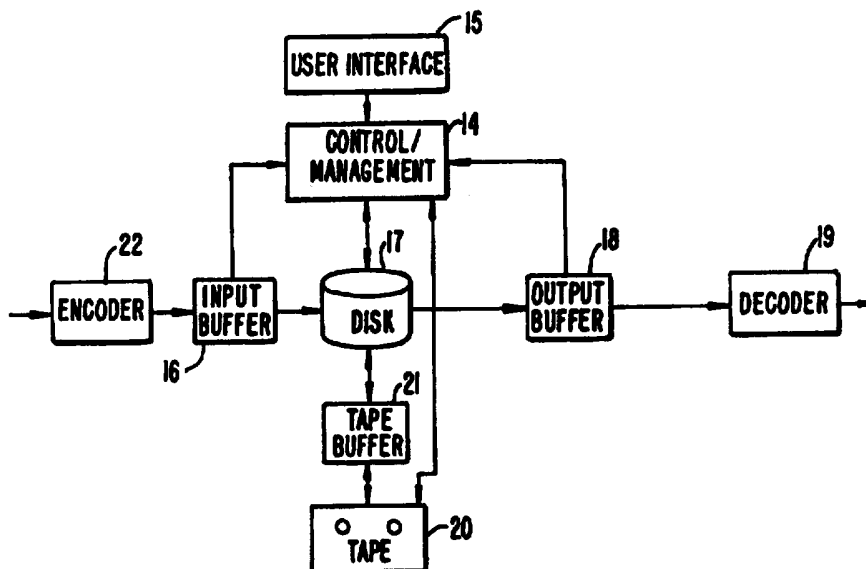 15
USER INTERFACE
14
CONTROL/
MANAGEMENT
22
ENCODER
INPUT
BUFFER
16
17
DISK
18
OUTPUT
BUFFER
19
DECODER
21
TAPE
BUFFER
20
TAPE